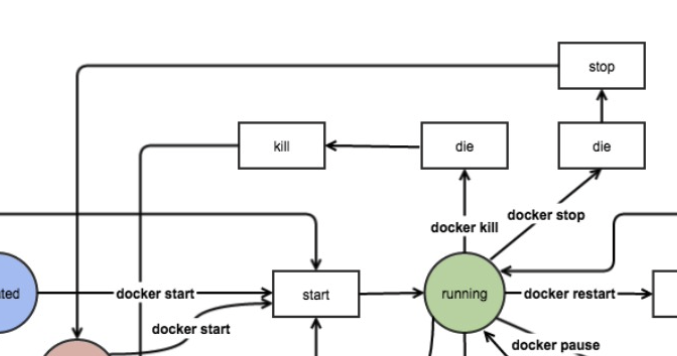 stop
kill
die
die
docker stop
docker kill
docker start
start
running
docker restart
docker start
docker pause